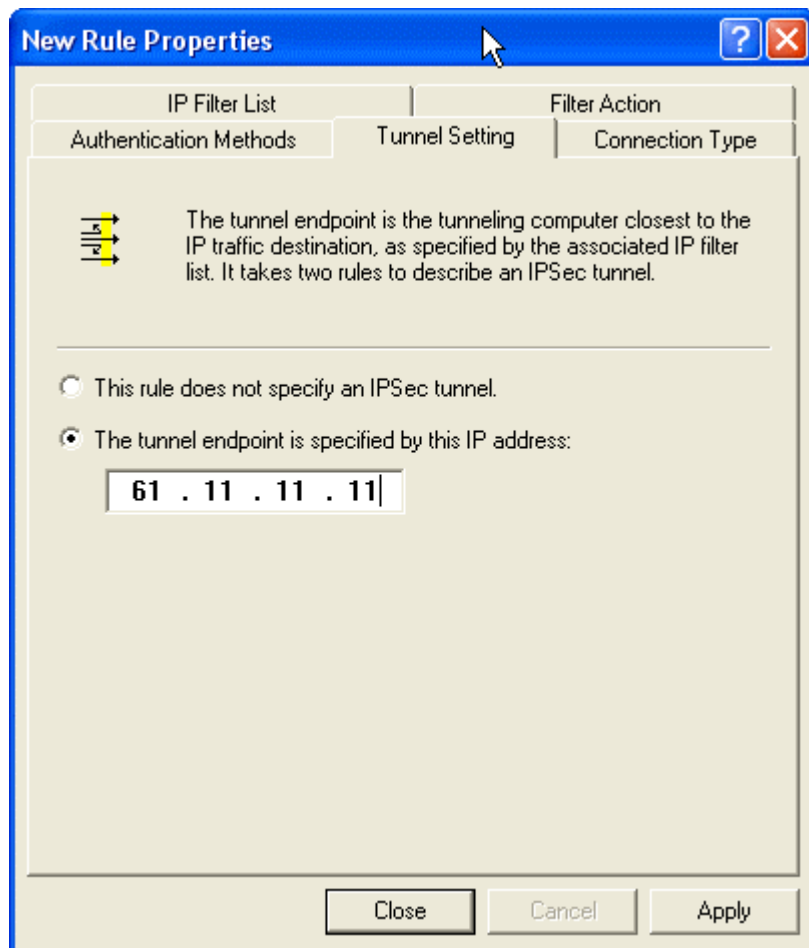 New Rule Properties
?
IP Filter List
Filter Action
Authentication Methods
Tunnel Setting
Connection Type
The tunnel endpoint is the tunneling computer closest to the
IP traffic destination, as specified by the associated IP filter
list. It takes two rules to describe an IPSec tunnel.
This rule does not specify an IPSec tunnel.
The tunnel endpoint is specified by this IP address:
61 . 11 . 11 . 11
Close
Cancel
Apply